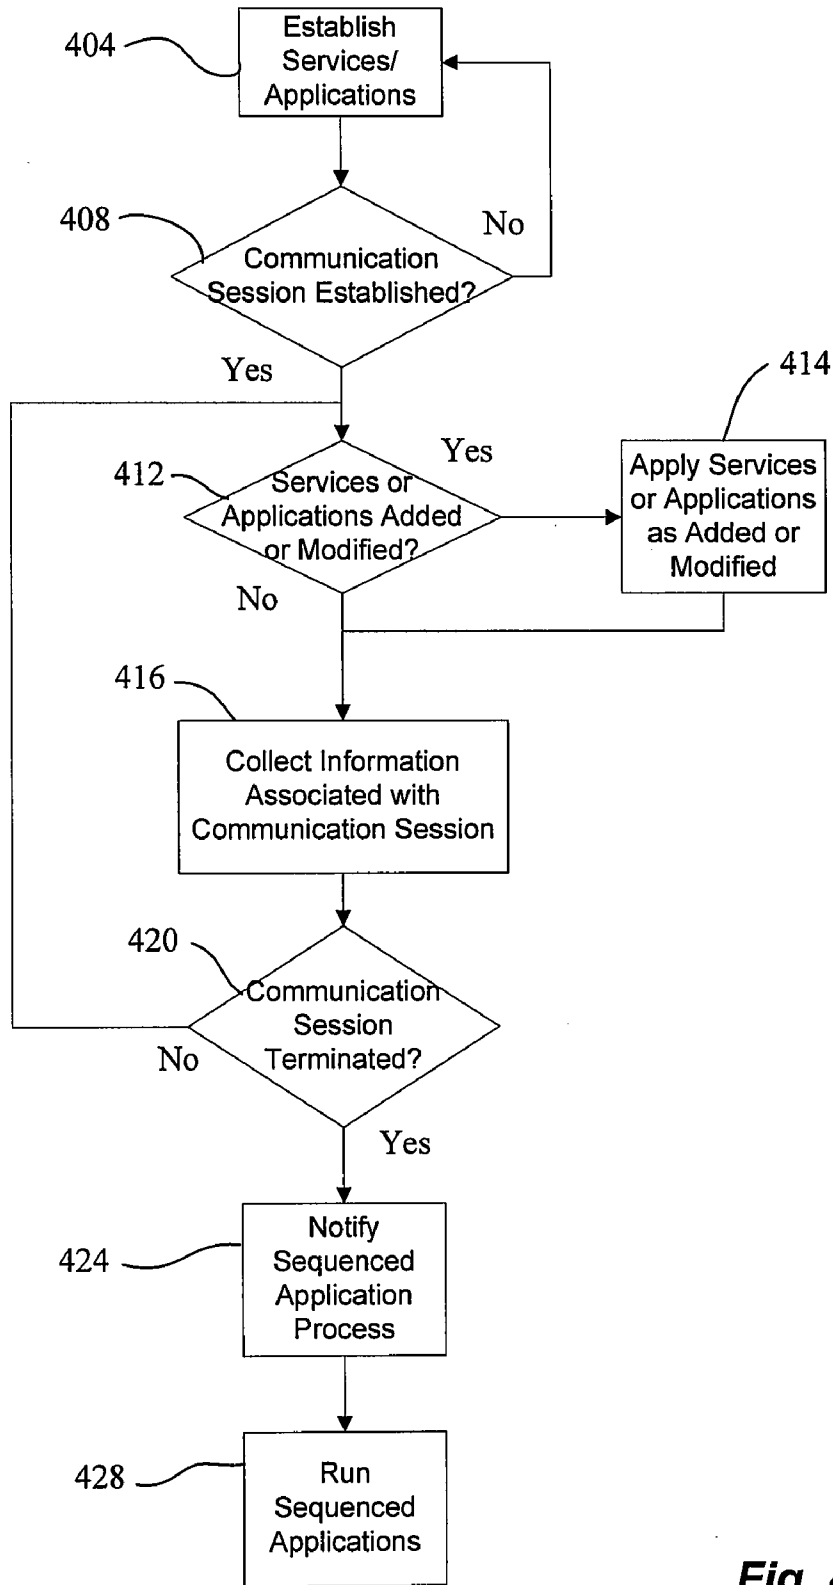 404
Establish
Services/
Applications
408
No
Communication
Session Established?
Yes
414
412
Yes
Services or
Applications Added
or Modified?
Apply Services
or Applications
as Added or
Modified
No
416
Collect Information
Associated with
Communication Session
420
Communication
Session
Terminated?
No
Yes
424
Notify
Sequenced
Application
Process
428
Run
Sequenced
Applications
Fig.